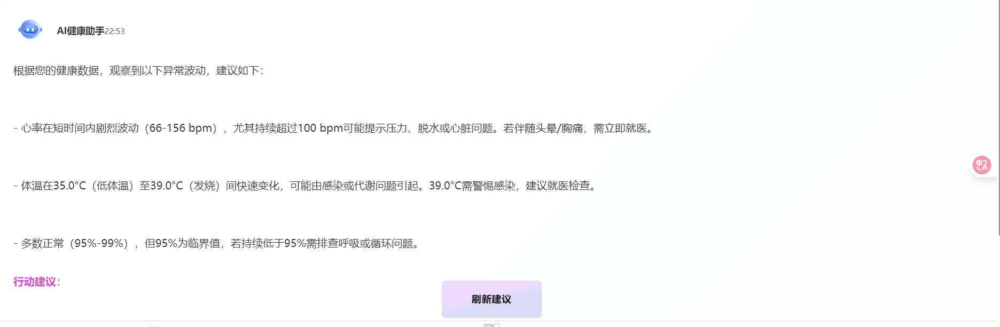 AI健康助手22:53
根据您的健康数据，观察到以下异常波动，建议如下：
- 心率在短时间内剧烈波动（66-156 bpm），尤其持续超过100 bpm可能提示压力、脱水或心脏问题。若伴随头晕/胸痛，需立即就医。
- 体温在35.0°C（低体温）至39.0°C（发烧）间快速变化，可能由感染或代谢问题引起。39.0°C需警惕感染，建议就医检查。
- 多数正常（95%-99%），但95%为临界值，若持续低于95%需排查呼吸或循环问题。
行动建议：
刷新建议
中A